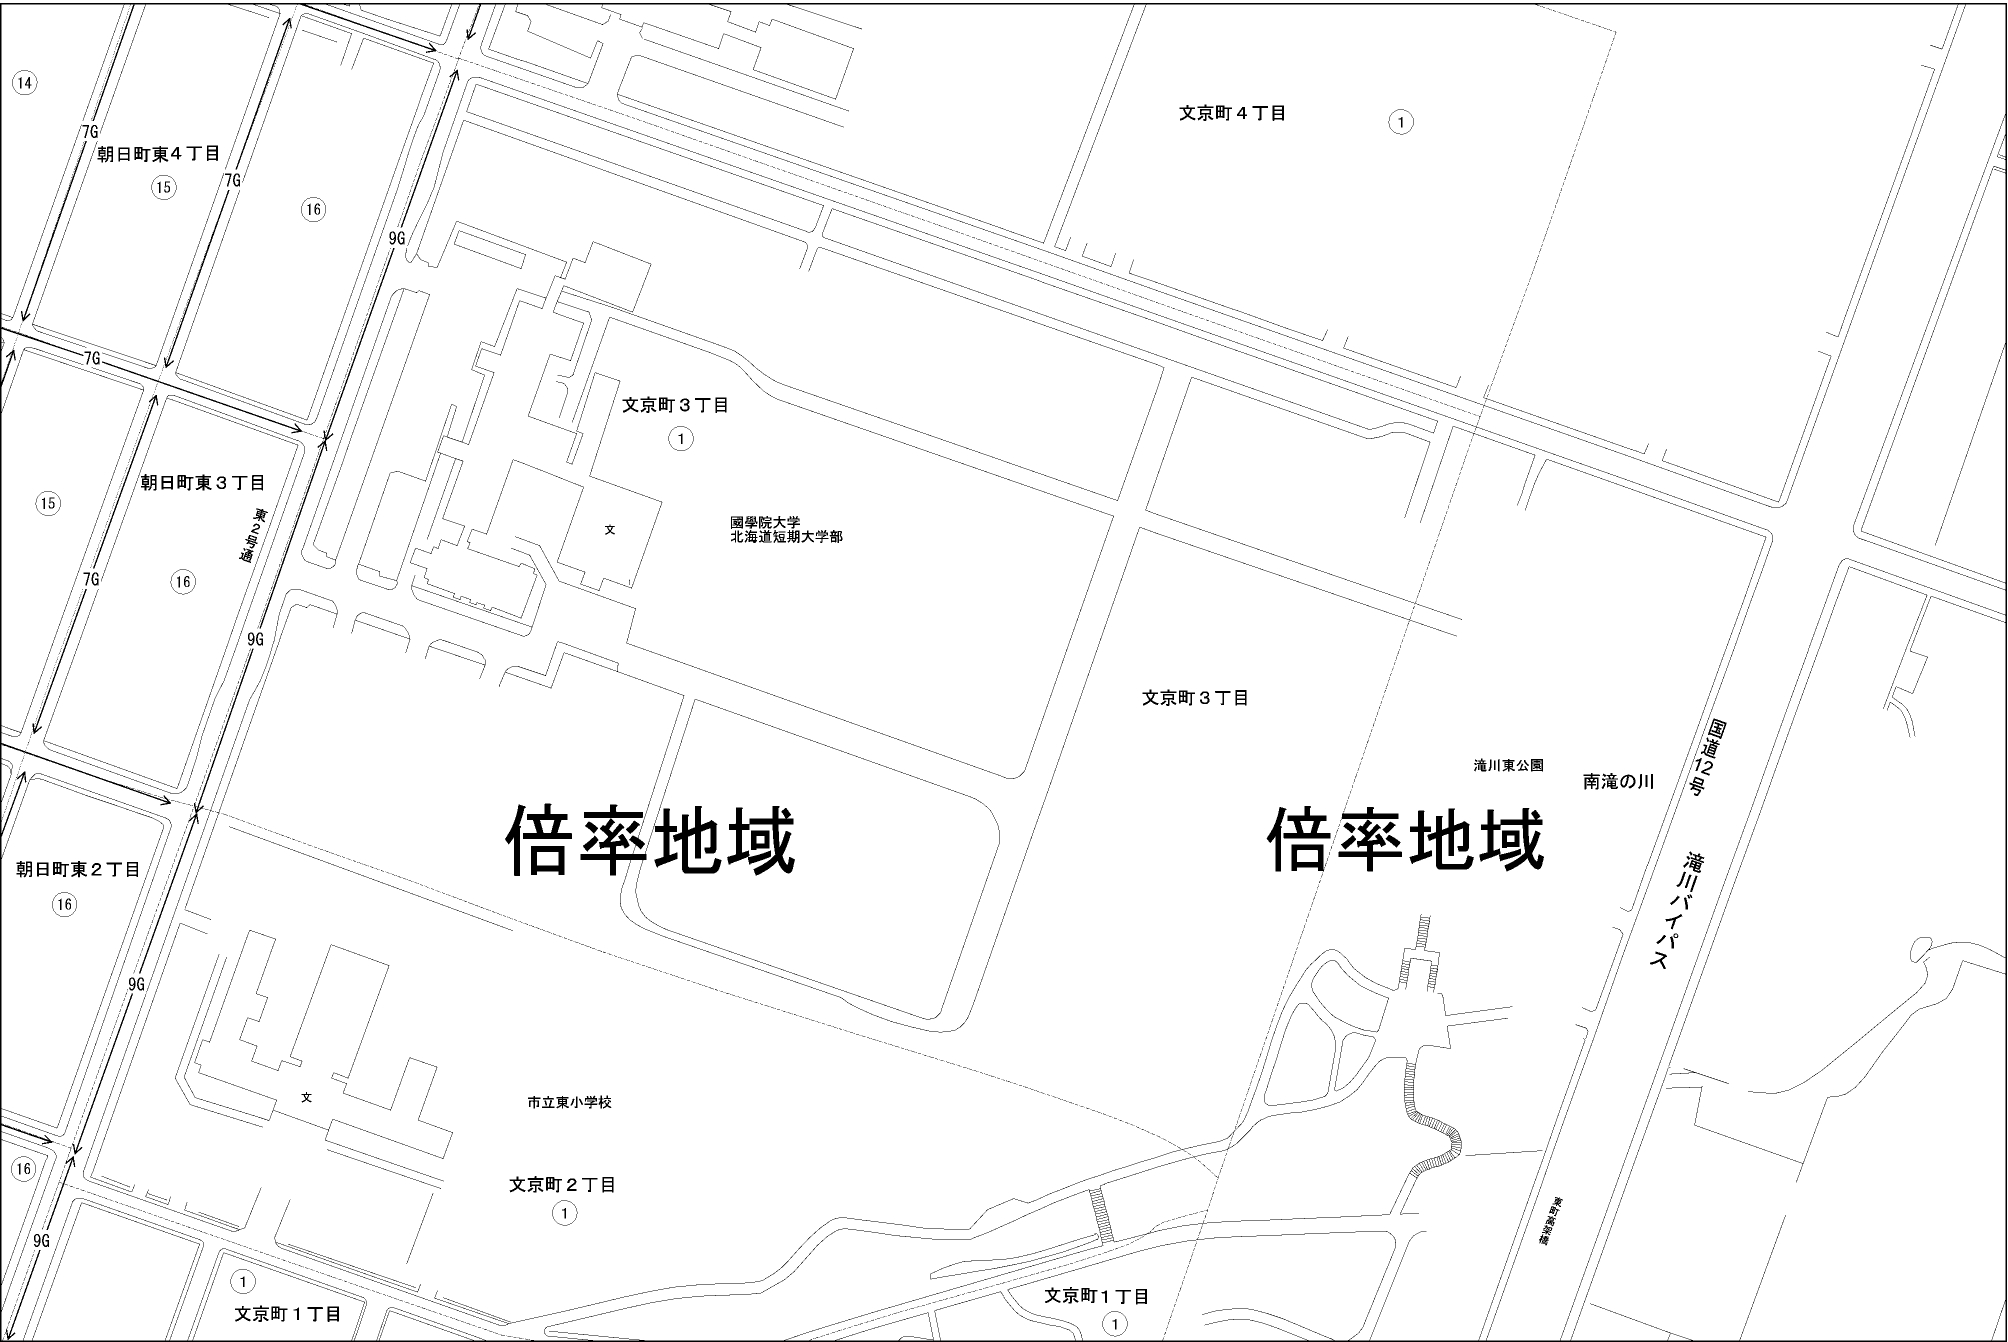 14
7G
朝日町東４丁目
15
7G
16
9G
文京町４丁目
1
7G
文京町３丁目
1
朝日町東３丁目
15
東２号通
16
7G
文
國學院大学
北海道短期大学部
9G
文京町３丁目
国道12号
滝川東公園
南滝の川
倍率地域
倍率地域
滝川バイパス
朝日町東２丁目
16
9G
文
市立東小学校
16
文京町２丁目
1
東町高架橋
9G
1
文京町１丁目
文京町１丁目
1